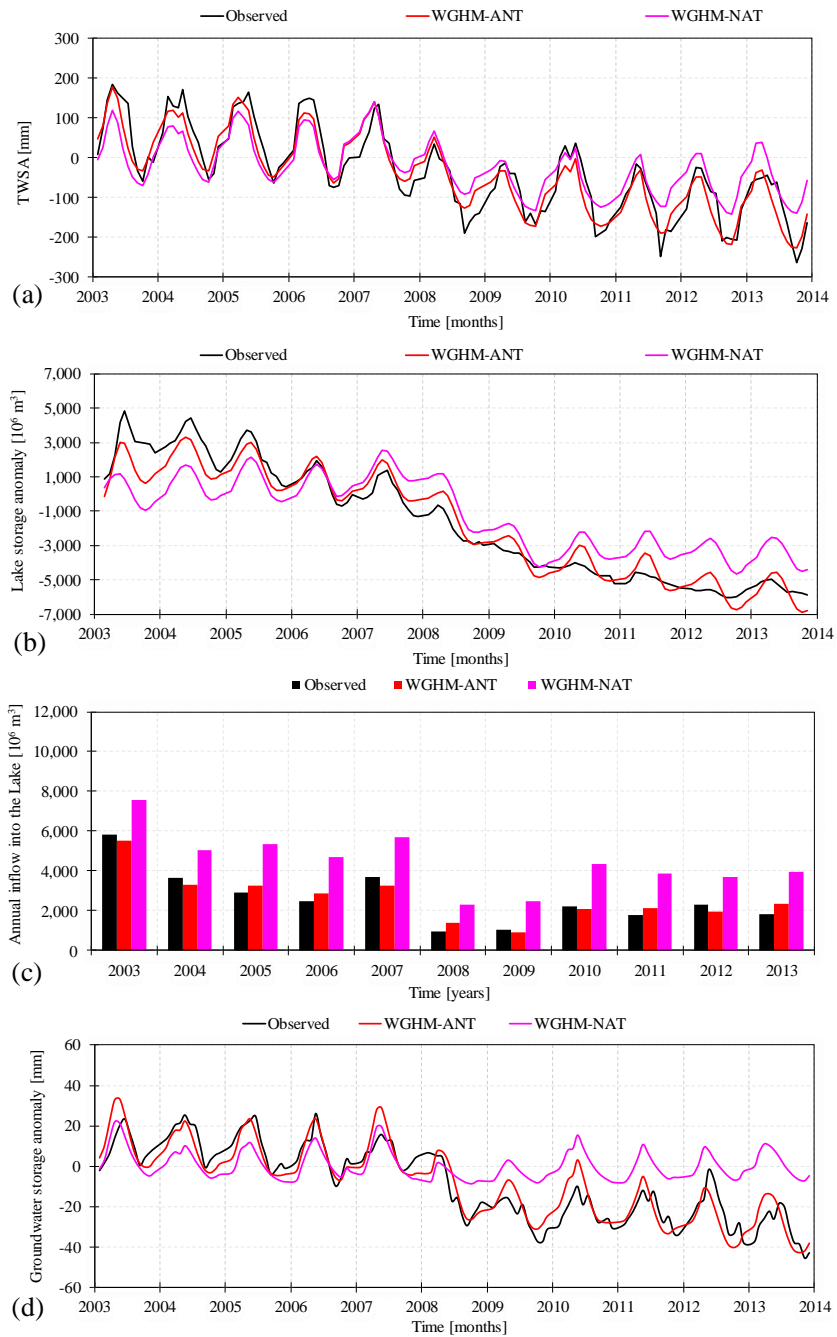 Observed WGHM-ANT WGHM-NAT
300
200
100
0
-100
-200
-300
TWSA [mm]
2003 2004 2005 2006 2007 2008 2009 2010 2011 2012 2013 2014
Time [months]
(a)
Observed WGHM-ANT WGHM-NAT
7,000
5,000
3,000
1,000
-1,000
-3,000
-5,000
-7,000
Lake storage anomaly [10⁶ m³]
2003 2004 2005 2006 2007 2008 2009 2010 2011 2012 2013 2014
Time [months]
(b)
Observed WGHM-ANT WGHM-NAT
12,000
10,000
8,000
6,000
4,000
2,000
0
Annual inflow into the Lake [10⁶ m³]
2003 2004 2005 2006 2007 2008 2009 2010 2011 2012 2013
Time [years]
(c)
Observed WGHM-ANT WGHM-NAT
60
40
20
0
-20
-40
-60
Groundwater storage anomaly [mm]
2003 2004 2005 2006 2007 2008 2009 2010 2011 2012 2013 2014
Time [months]
(d)